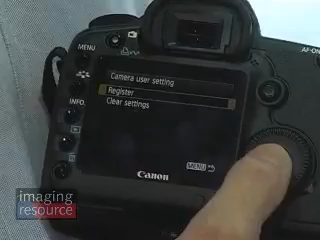 MENU
AF-ON
Camera user setting
Register
Clear settings
INFO.
MENU
Canon
imaging
resource